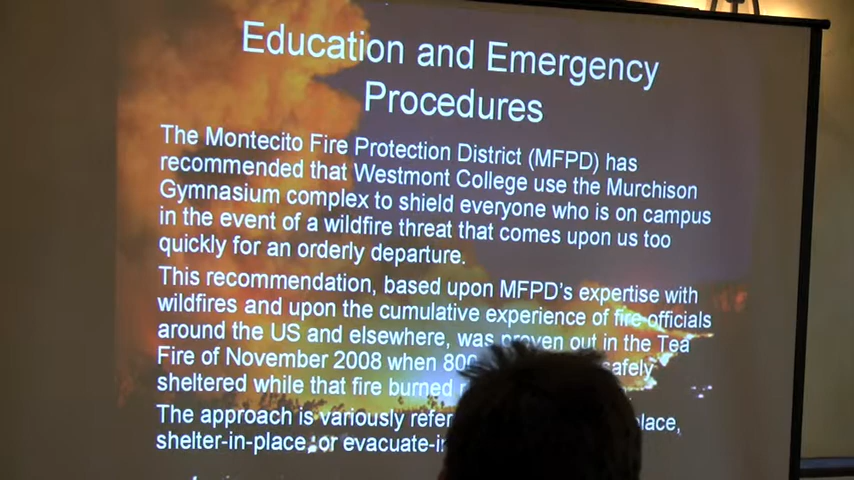 Education and Emergency
Procedures
The Montecito Fire Protection District (MFPD) has
recommended that Westmont College use the Murchison
Gymnasium complex to shield everyone who is on campus
in the event of a wildfire threat that comes upon us too
quickly for an orderly departure.
This recommendation, based upon MFPD's expertise with
wildfires and upon the cumulative experience of fire officials
around the US and elsewhere, was proven out in the Tea
Fire of November 2008 when 800 safely
sheltered while that fire burned
The approach is variously place,
shelter-in-place, or